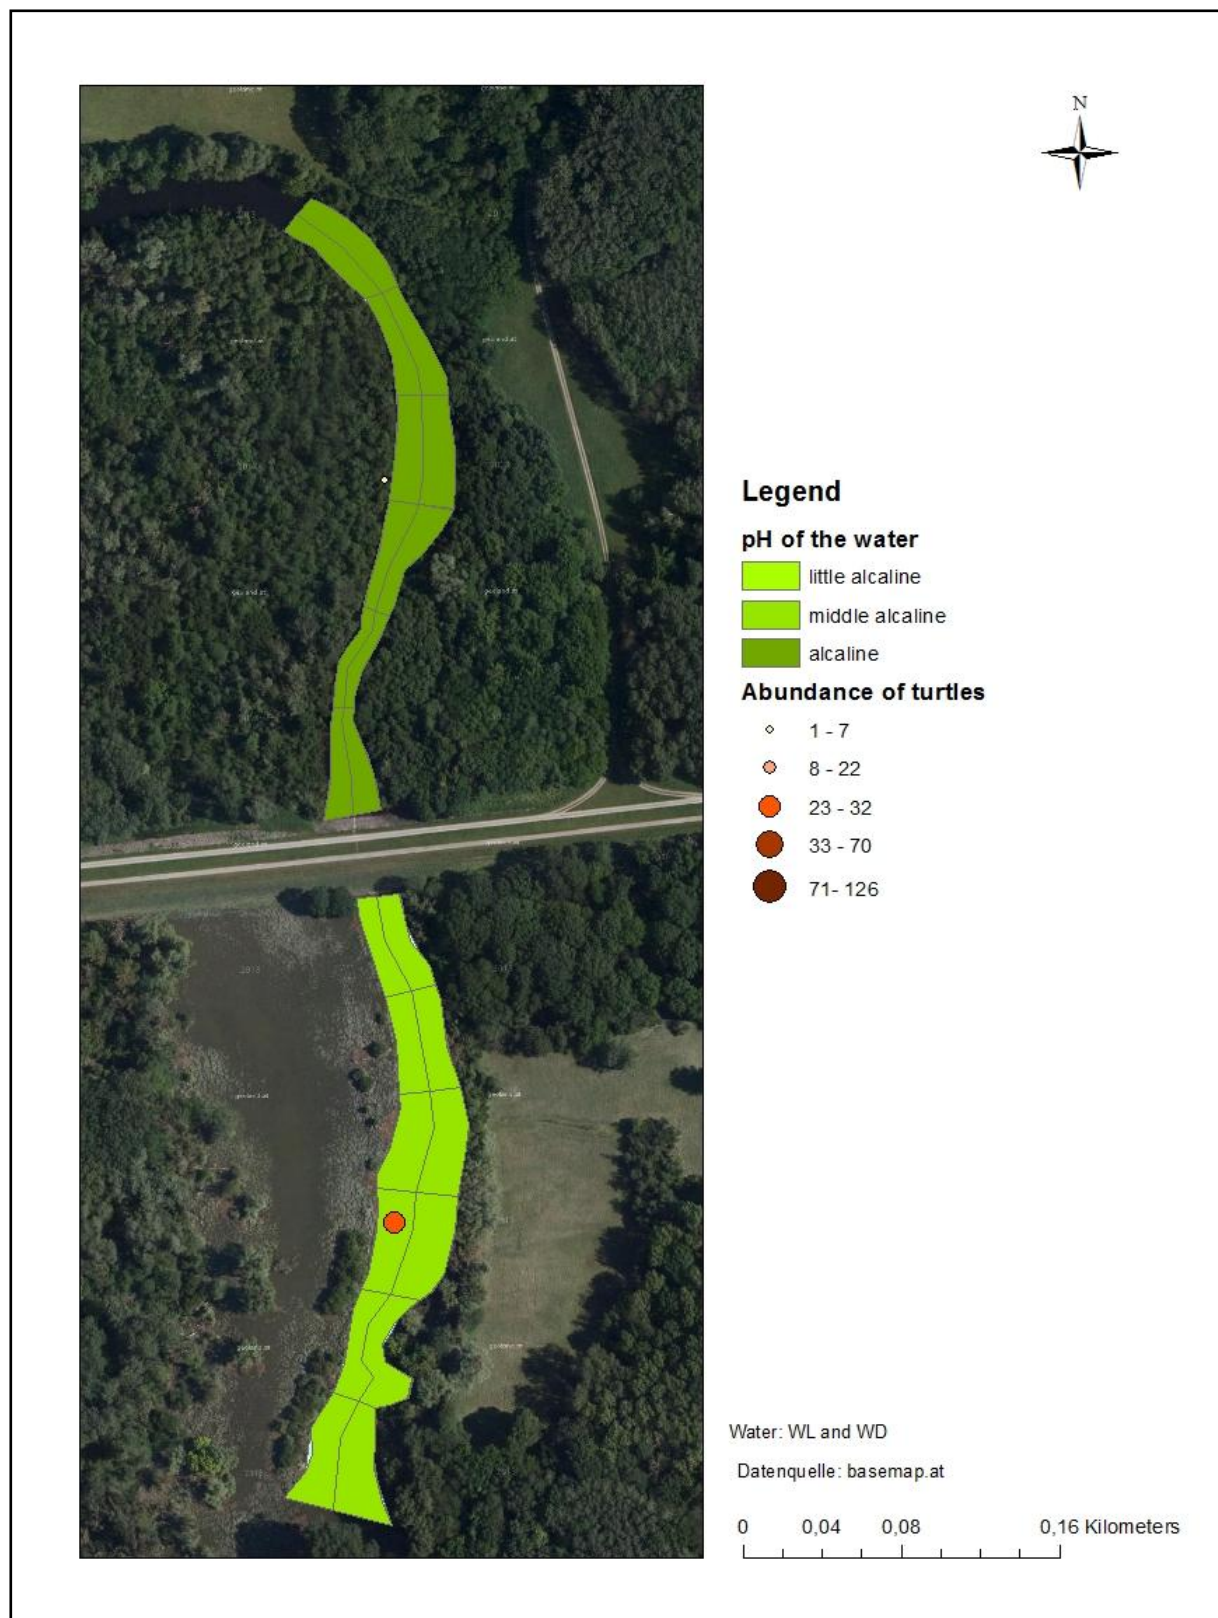 N
Legend
pH of the water
little alcaline
middle alcaline
alcaline
Abundance of turtles
1 - 7
8 - 22
23 - 32
33 - 70
71- 126
Water: WL and WD
Datenquelle: basemap.at
0 0,04 0,08 0,16 Kilometers